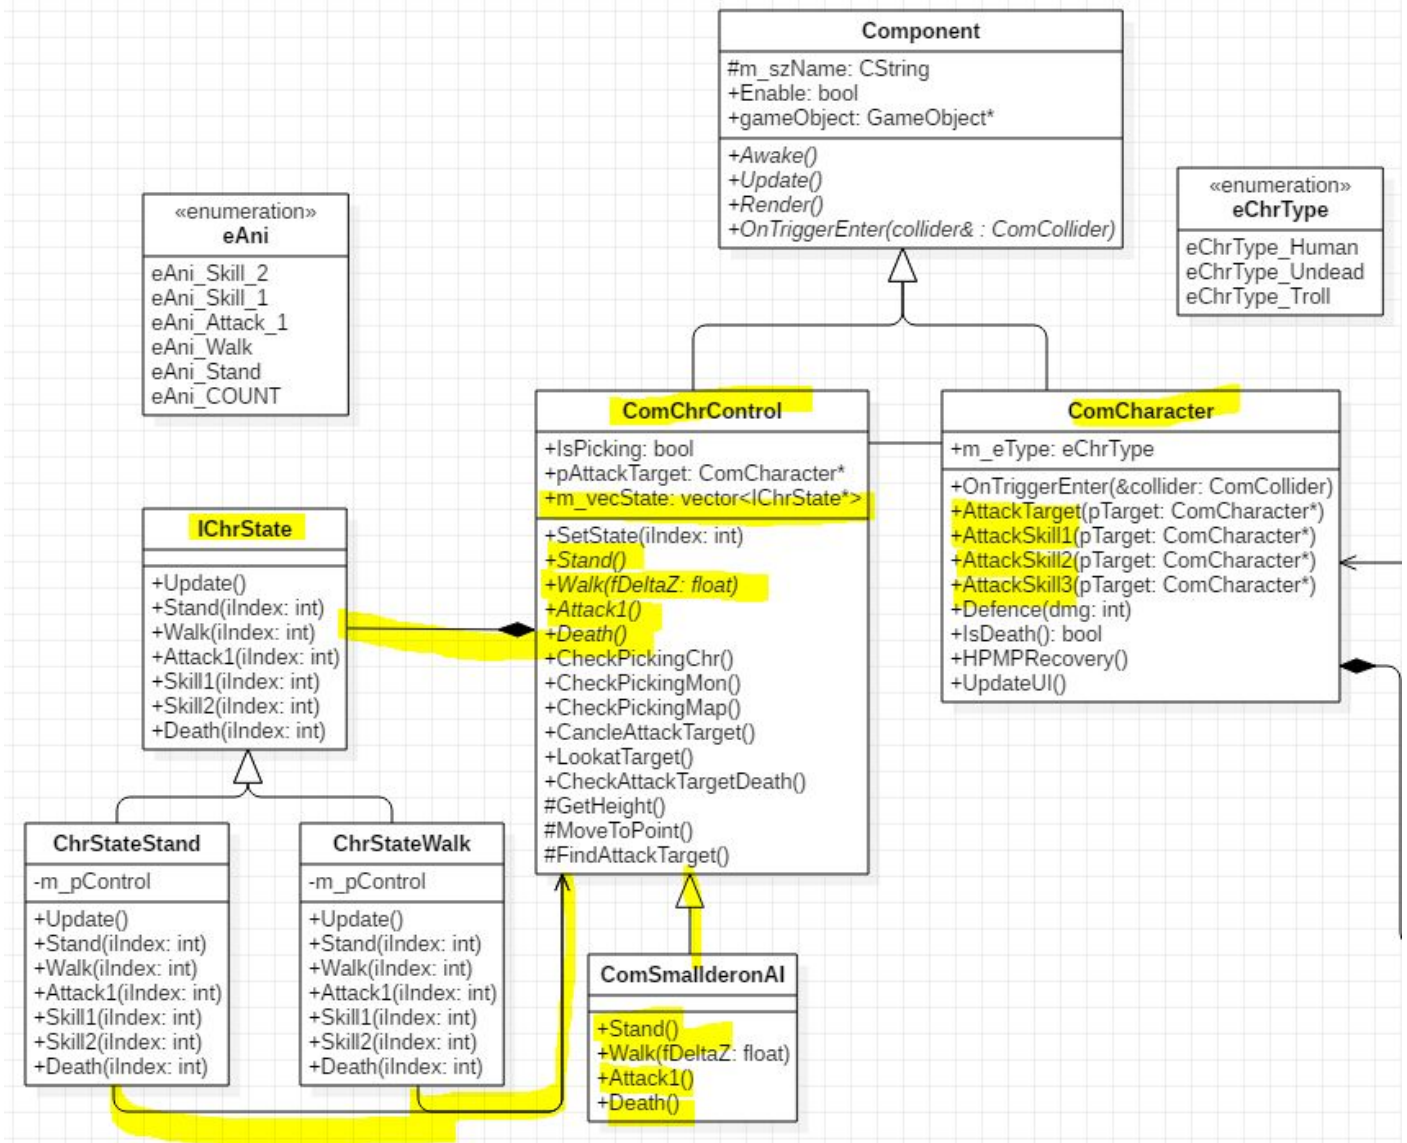 Component
#m_szName: CString
+Enable: bool
+gameObject: GameObject*
+Awake()
+Update()
+Render()
+OnTriggerEnter(collider& : ComCollider)
«enumeration»
eChrType
eChrType_Human
eChrType_Undead
eChrType_Troll
«enumeration»
eAni
eAni_Skill_2
eAni_Skill_1
eAni_Attack_1
eAni_Walk
eAni_Stand
eAni_COUNT
ComChrControl
+IsPicking: bool
+pAttackTarget: ComCharacter*
+m_vecState: vector<IChrState*>
+SetState(iIndex: int)
+Stand()
+Walk(fDeltaZ: float)
+Attack1()
+Death()
+CheckPickingChr()
+CheckPickingMon()
+CheckPickingMap()
+CancleAttackTarget()
+LookatTarget()
+CheckAttackTargetDeath()
#GetHeight()
#MoveToPoint()
#FindAttackTarget()
ComCharacter
+m_eType: eChrType
+OnTriggerEnter(&collider: ComCollider)
+AttackTarget(pTarget: ComCharacter*)
+AttackSkill1(pTarget: ComCharacter*)
+AttackSkill2(pTarget: ComCharacter*)
+AttackSkill3(pTarget: ComCharacter*)
+Defence(dmg: int)
+IsDeath(): bool
+HPMPRecovery()
+UpdateUI()
IChrState
+Update()
+Stand(iIndex: int)
+Walk(iIndex: int)
+Attack1(iIndex: int)
+Skill1(iIndex: int)
+Skill2(iIndex: int)
+Death(iIndex: int)
ChrStateStand
-m_pControl
+Update()
+Stand(iIndex: int)
+Walk(iIndex: int)
+Attack1(iIndex: int)
+Skill1(iIndex: int)
+Skill2(iIndex: int)
+Death(iIndex: int)
ChrStateWalk
-m_pControl
+Update()
+Stand(iIndex: int)
+Walk(iIndex: int)
+Attack1(iIndex: int)
+Skill1(iIndex: int)
+Skill2(iIndex: int)
+Death(iIndex: int)
ComSmallderonAI
+Stand()
+Walk(fDeltaZ: float)
+Attack1()
+Death()